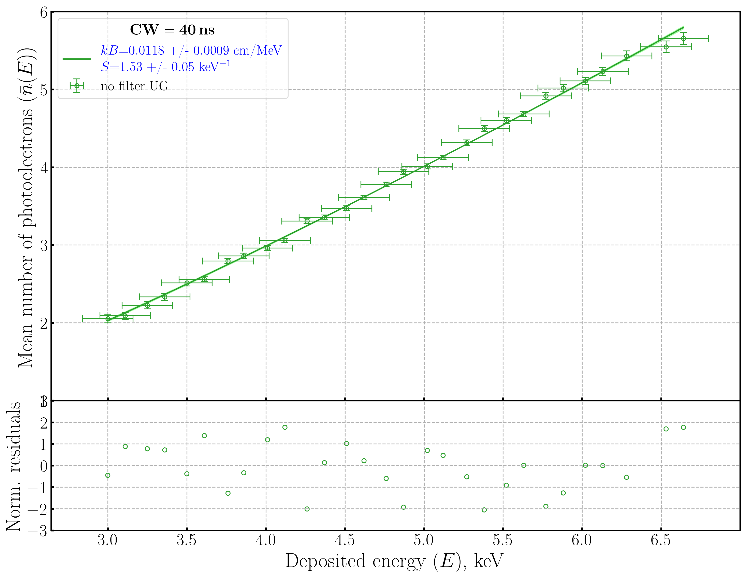 CW = 40 ns
kB=0.0118 +/- 0.0009 cm/MeV
S=1.53 +/- 0.05 keV⁻¹
no filter UG
Mean number of photoelectrons (n̄(E))
6
5
4
3
2
1
Norm. residuals
3
2
1
0
−1
−2
−3
3.0 3.5 4.0 4.5 5.0 5.5 6.0 6.5
Deposited energy (E), keV